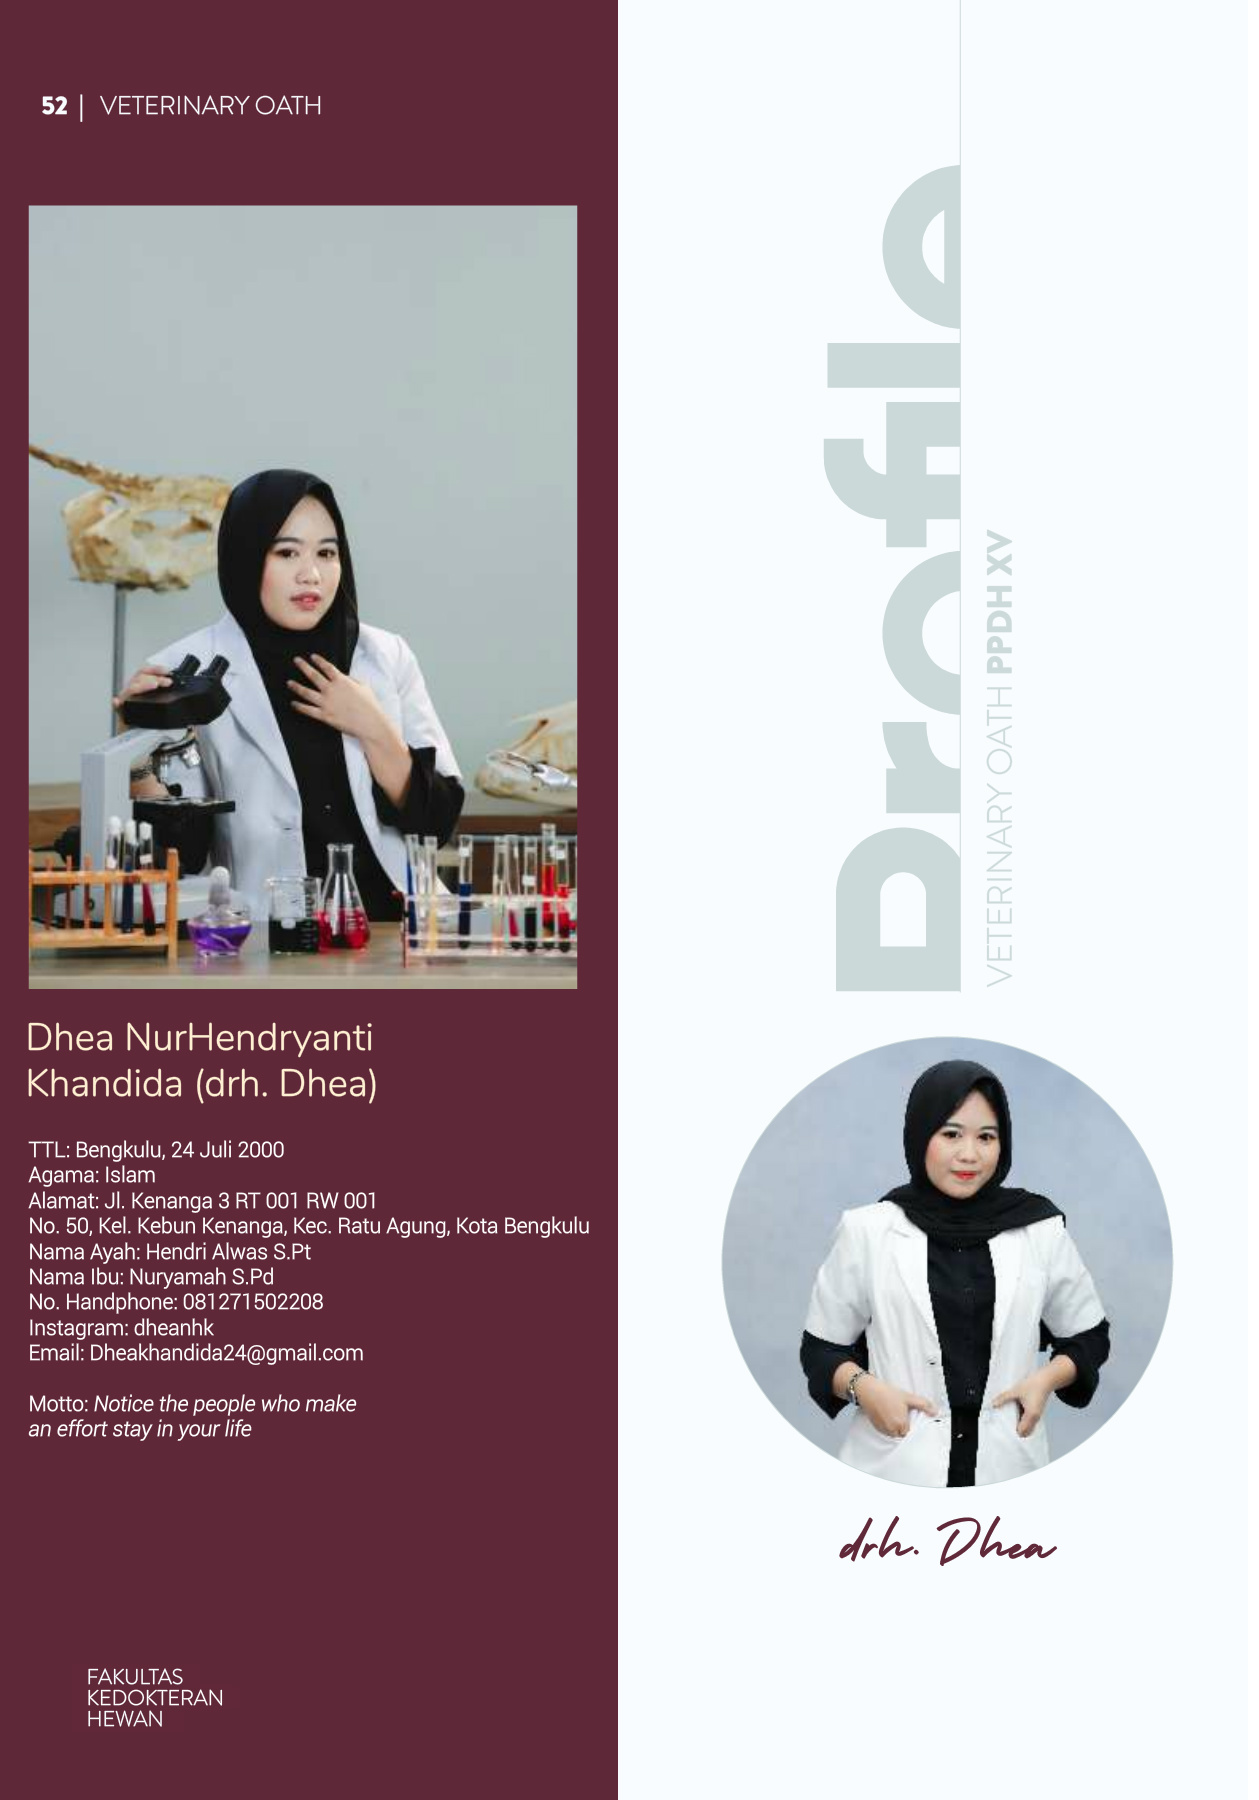 52 | VETERINARY OATH
Dhea NurHendryanti
Khandida (drh. Dhea)
TTL: Bengkulu, 24 Juli 2000
Agama: Islam
Alamat: Jl. Kenanga 3 RT 001 RW 001
No. 50, Kel. Kebun Kenanga, Kec. Ratu Agung, Kota Bengkulu
Nama Ayah: Hendri Alwas S.Pt
Nama Ibu: Nuryamah S.Pd
No. Handphone: 081271502208
Instagram: dheanhk
Email: Dheakhandida24@gmail.com
Motto: Notice the people who make
an effort stay in your life
FAKULTAS
KEDOKTERAN
HEWAN
Profile
VETERINARY OATH PPDH XV
drh. Dhea